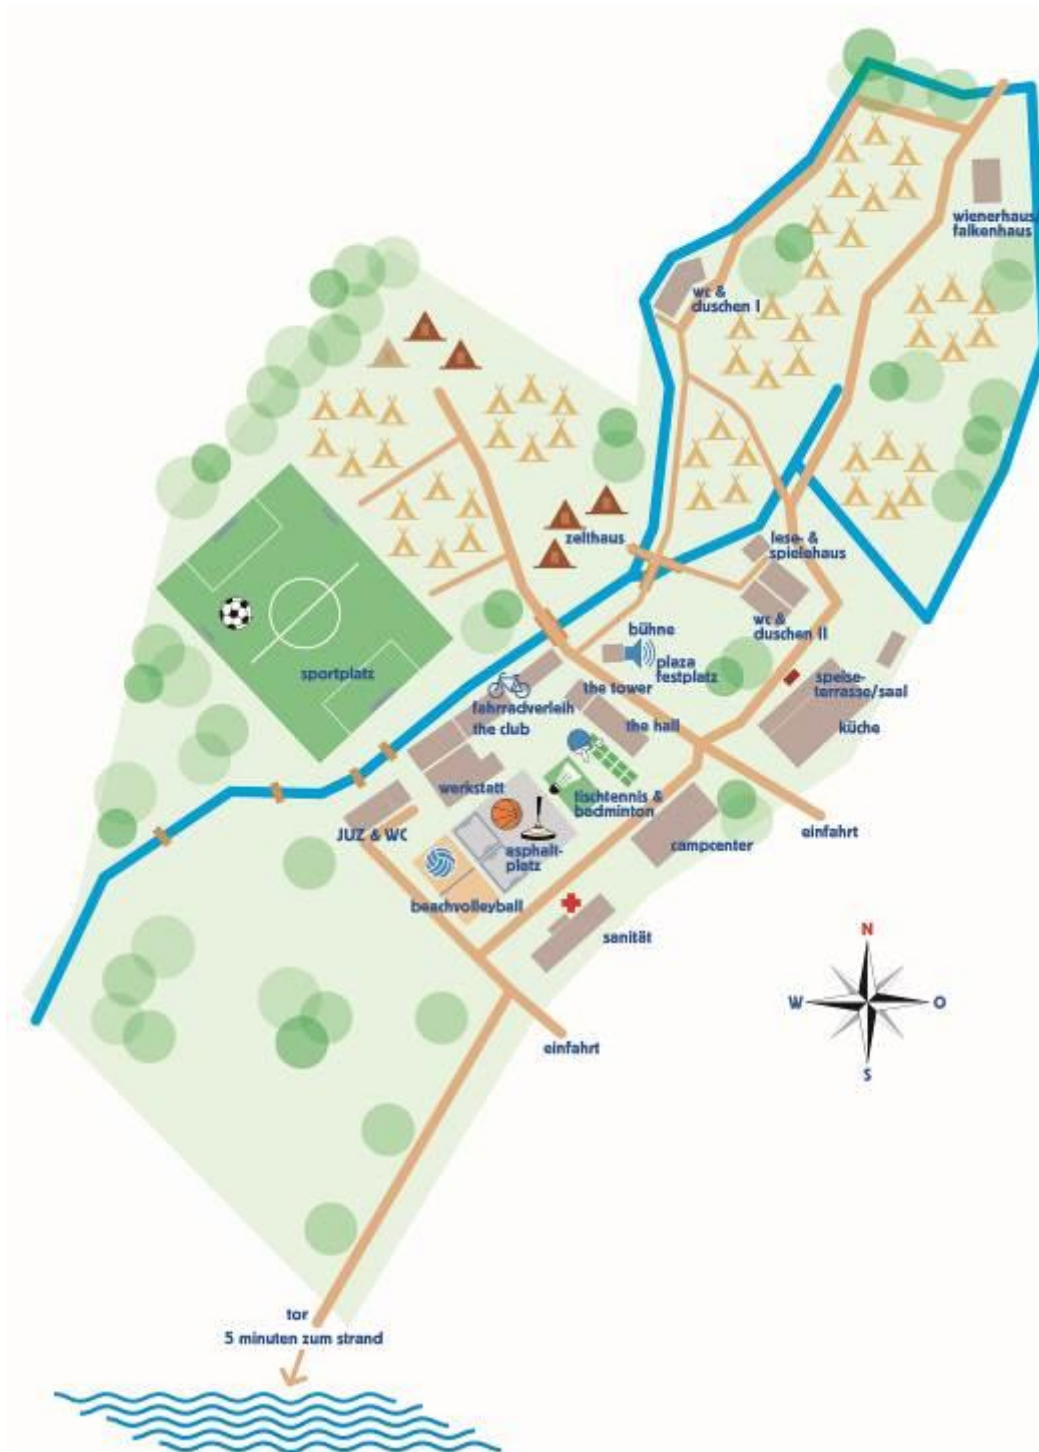 wienerhaus/
falkenhaus
wc &
duschen I
zelthaus
lese- &
spielehaus
wc &
duschen II
bühne
plaza
festplatz
sportplatz
the tower
speise-
terrasse/saal
fahrradverleih
the club
the hall
küche
werkstatt
tischtennis &
badminton
JUZ & WC
einfahrt
campcenter
asphalt-
platz
beachvolleyball
sanität
N
W
O
S
einfahrt
tor
5 minuten zum strand